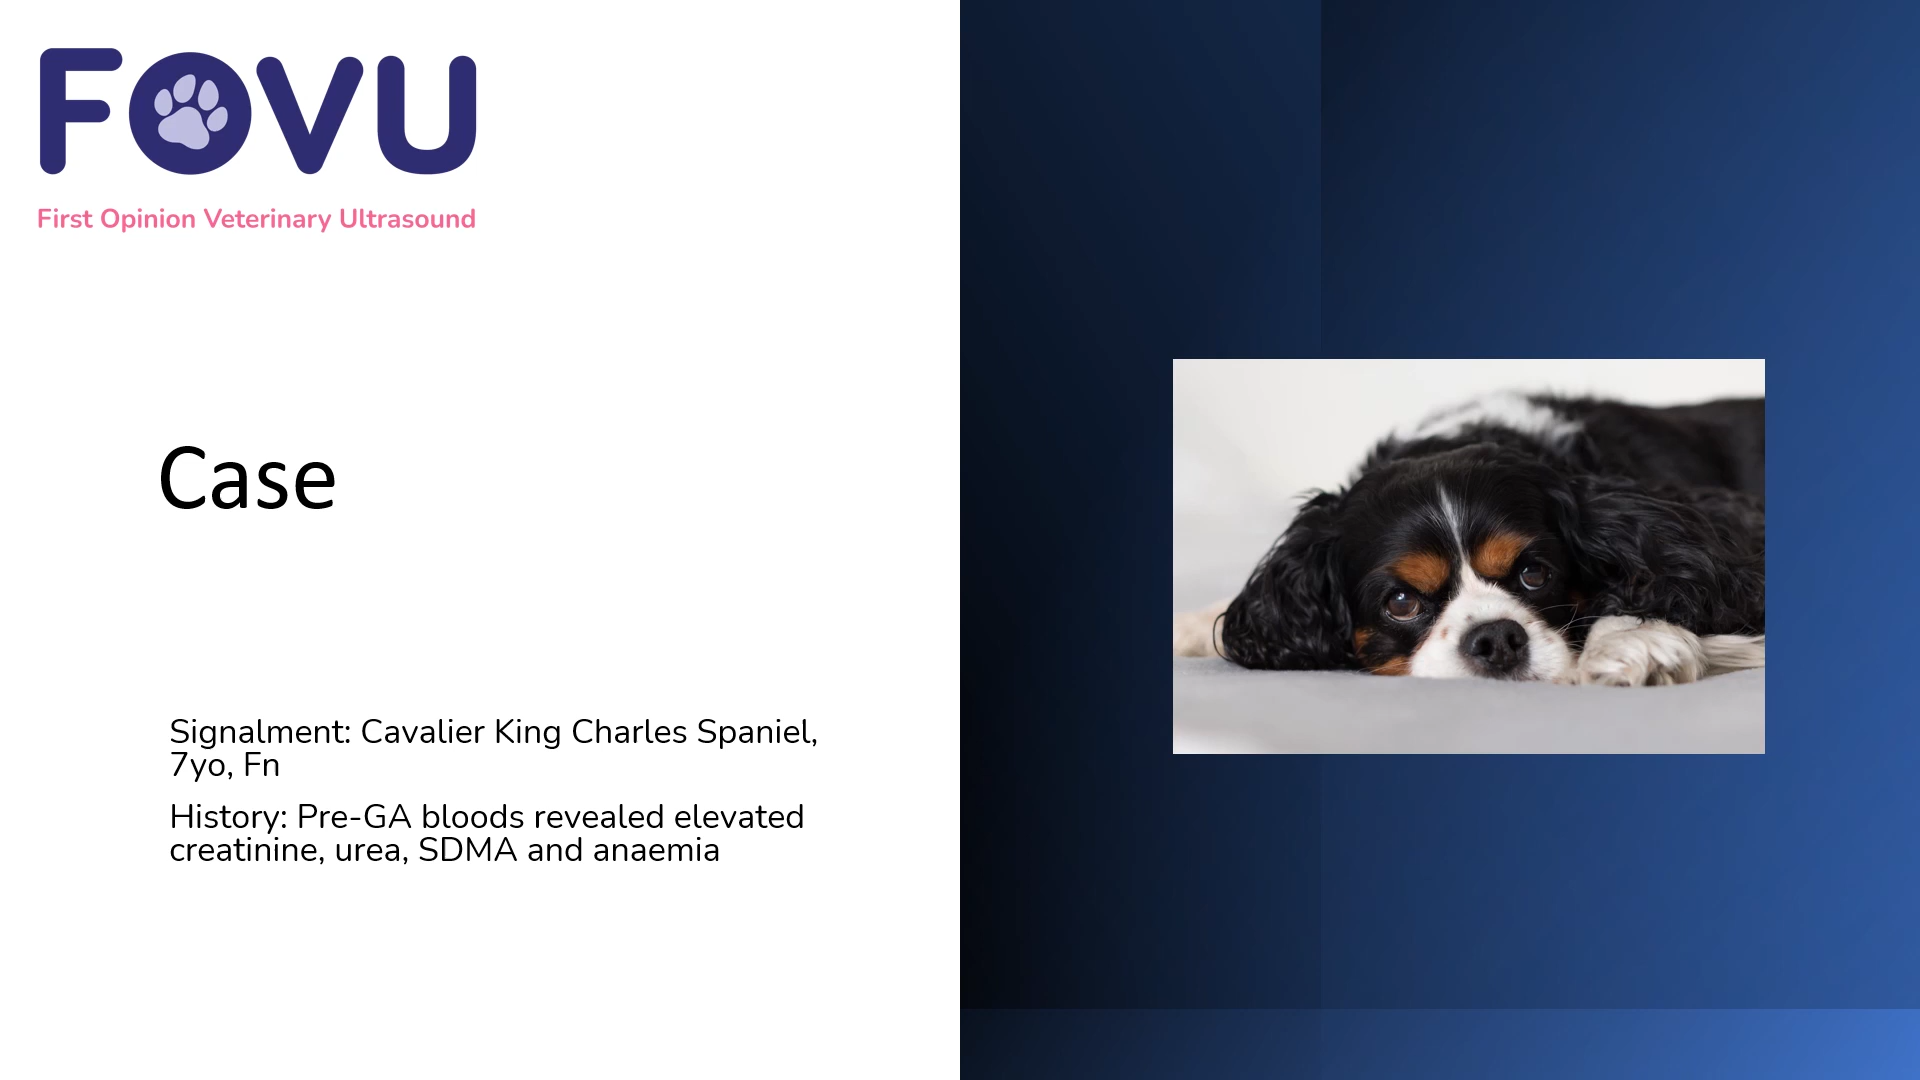 FOVU
First Opinion Veterinary Ultrasound
Case
Signalment: Cavalier King Charles Spaniel,
7yo, Fn
History: Pre-GA bloods revealed elevated
creatinine, urea, SDMA and anaemia